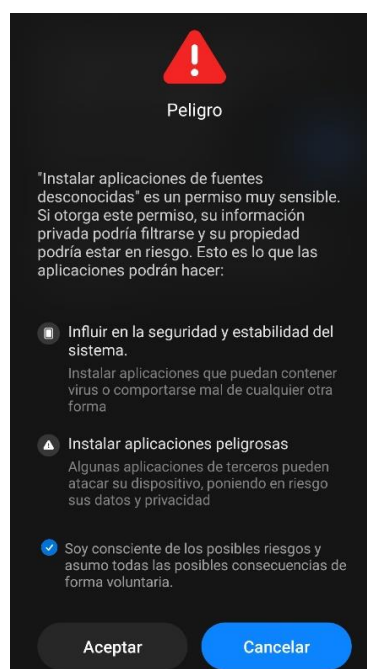 Peligro
"Instalar aplicaciones de fuentes
desconocidas" es un permiso muy sensible.
Si otorga este permiso, su información
privada podría filtrarse y su propiedad
podría estar en riesgo. Esto es lo que las
aplicaciones podrán hacer:
Influir en la seguridad y estabilidad del
sistema.
Instalar aplicaciones que puedan contener
virus o comportarse mal de cualquier otra
forma
Instalar aplicaciones peligrosas
Algunas aplicaciones de terceros pueden
atacar su dispositivo, poniendo en riesgo
sus datos y privacidad
Soy consciente de los posibles riesgos y
asumo todas las posibles consecuencias de
forma voluntaria.
Aceptar
Cancelar